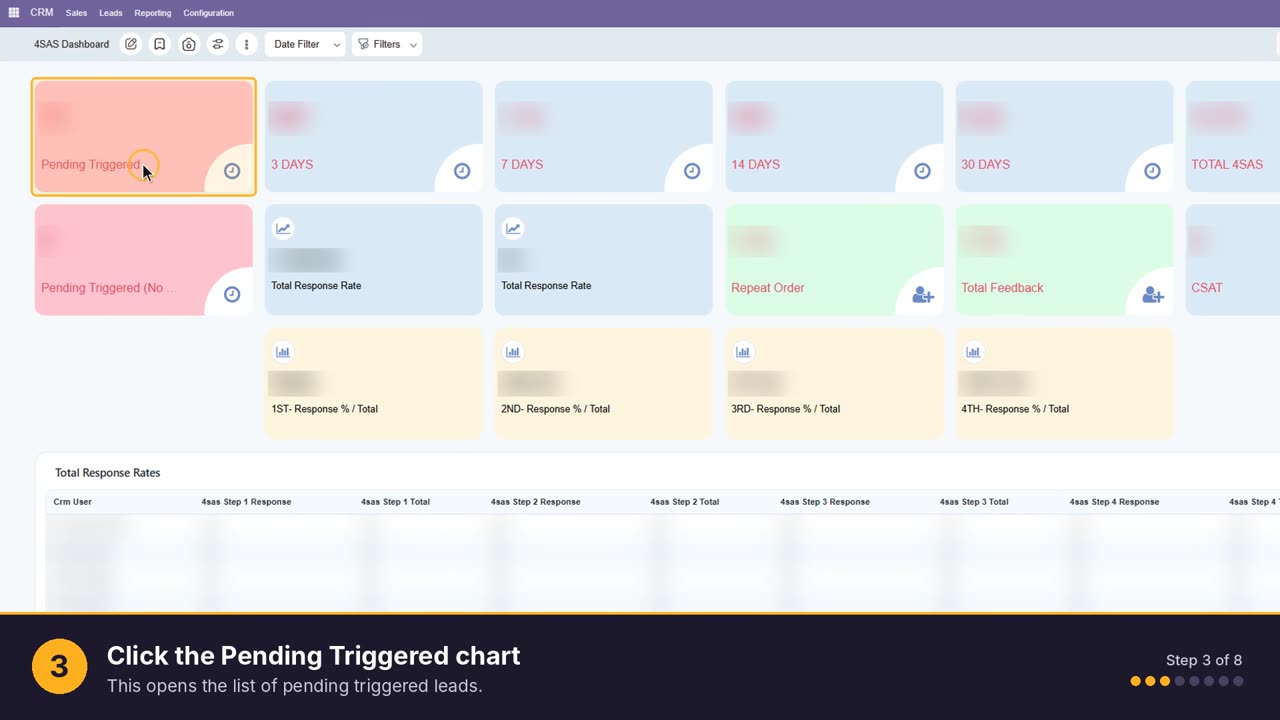 CRM Sales Leads Reporting Configuration
4SAS Dashboard Date Filter Filters
Pending Triggered
3 DAYS
7 DAYS
14 DAYS
30 DAYS
TOTAL 4SAS
Pending Triggered (No ...
Total Response Rate
Total Response Rate
Repeat Order
Total Feedback
CSAT
1ST- Response % / Total
2ND- Response % / Total
3RD- Response % / Total
4TH- Response % / Total
Total Response Rates
Crm User 4sas Step 1 Response 4sas Step 1 Total 4sas Step 2 Response 4sas Step 2 Total 4sas Step 3 Response 4sas Step 3 Total 4sas Step 4 Response 4sas Step 4
3
Click the Pending Triggered chart
This opens the list of pending triggered leads.
Step 3 of 8